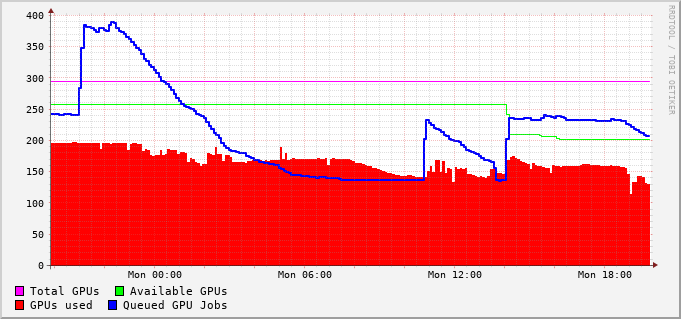 RRDTOOL / TOBI OETIKER
400
350
300
250
200
150
100
50
0
Mon 00:00 Mon 06:00 Mon 12:00 Mon 18:00
Total GPUs Available GPUs
GPUs used Queued GPU Jobs